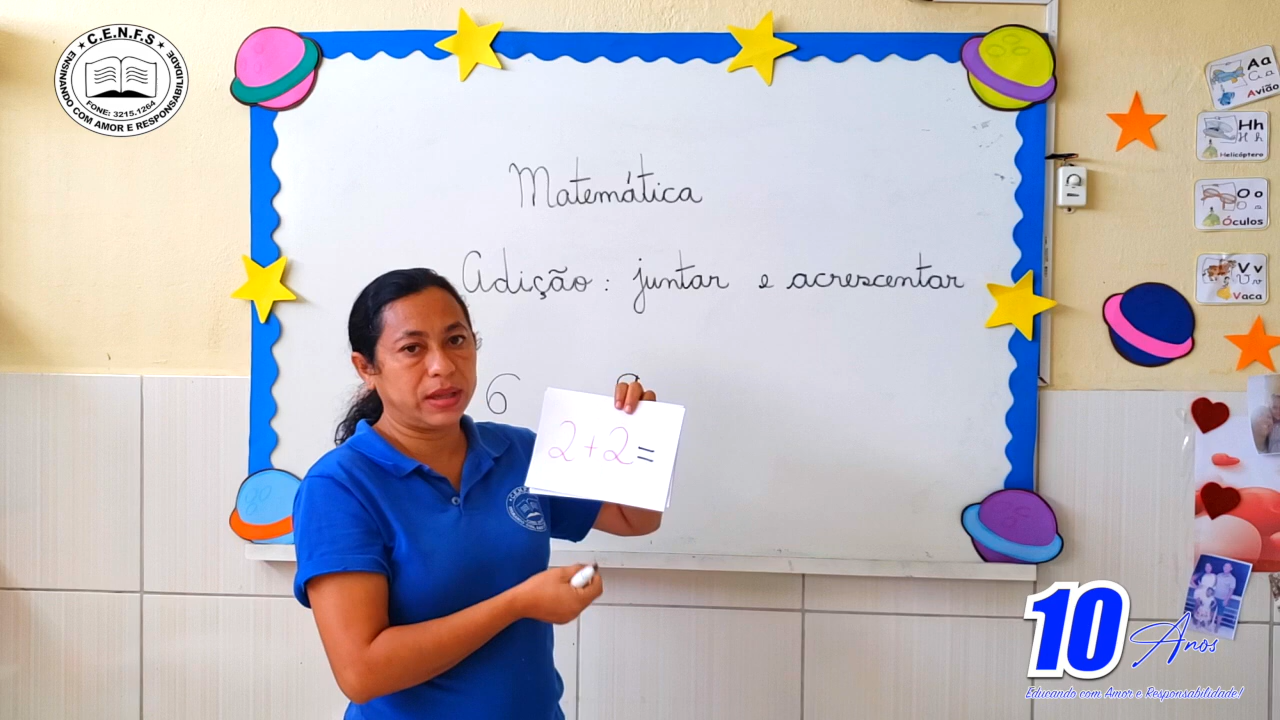 ★ C.E.N.F.S ★
ENSINANDO COM AMOR E RESPONSABILIDADE
FONE: 3215.1264
Matemática
Adição: juntar e acrescentar
6
2+2=
Aa
Avião
Hh
Helicóptero
Oo
Óculos
Vv
Vaca
10 Anos
Educando com Amor e Responsabilidade!